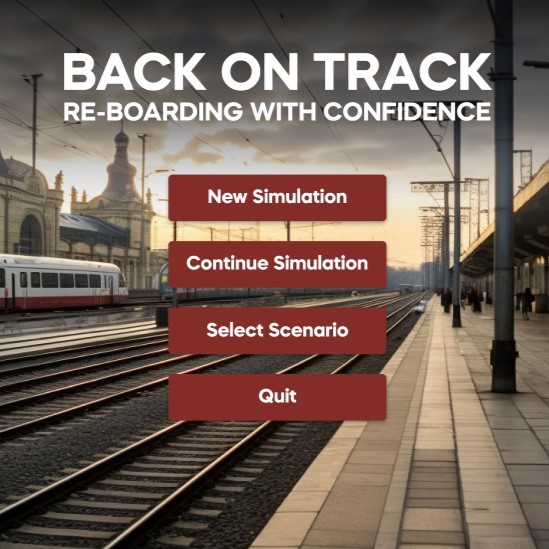 BACK ON TRACK
RE-BOARDING WITH CONFIDENCE
New Simulation
Continue Simulation
Select Scenario
Quit